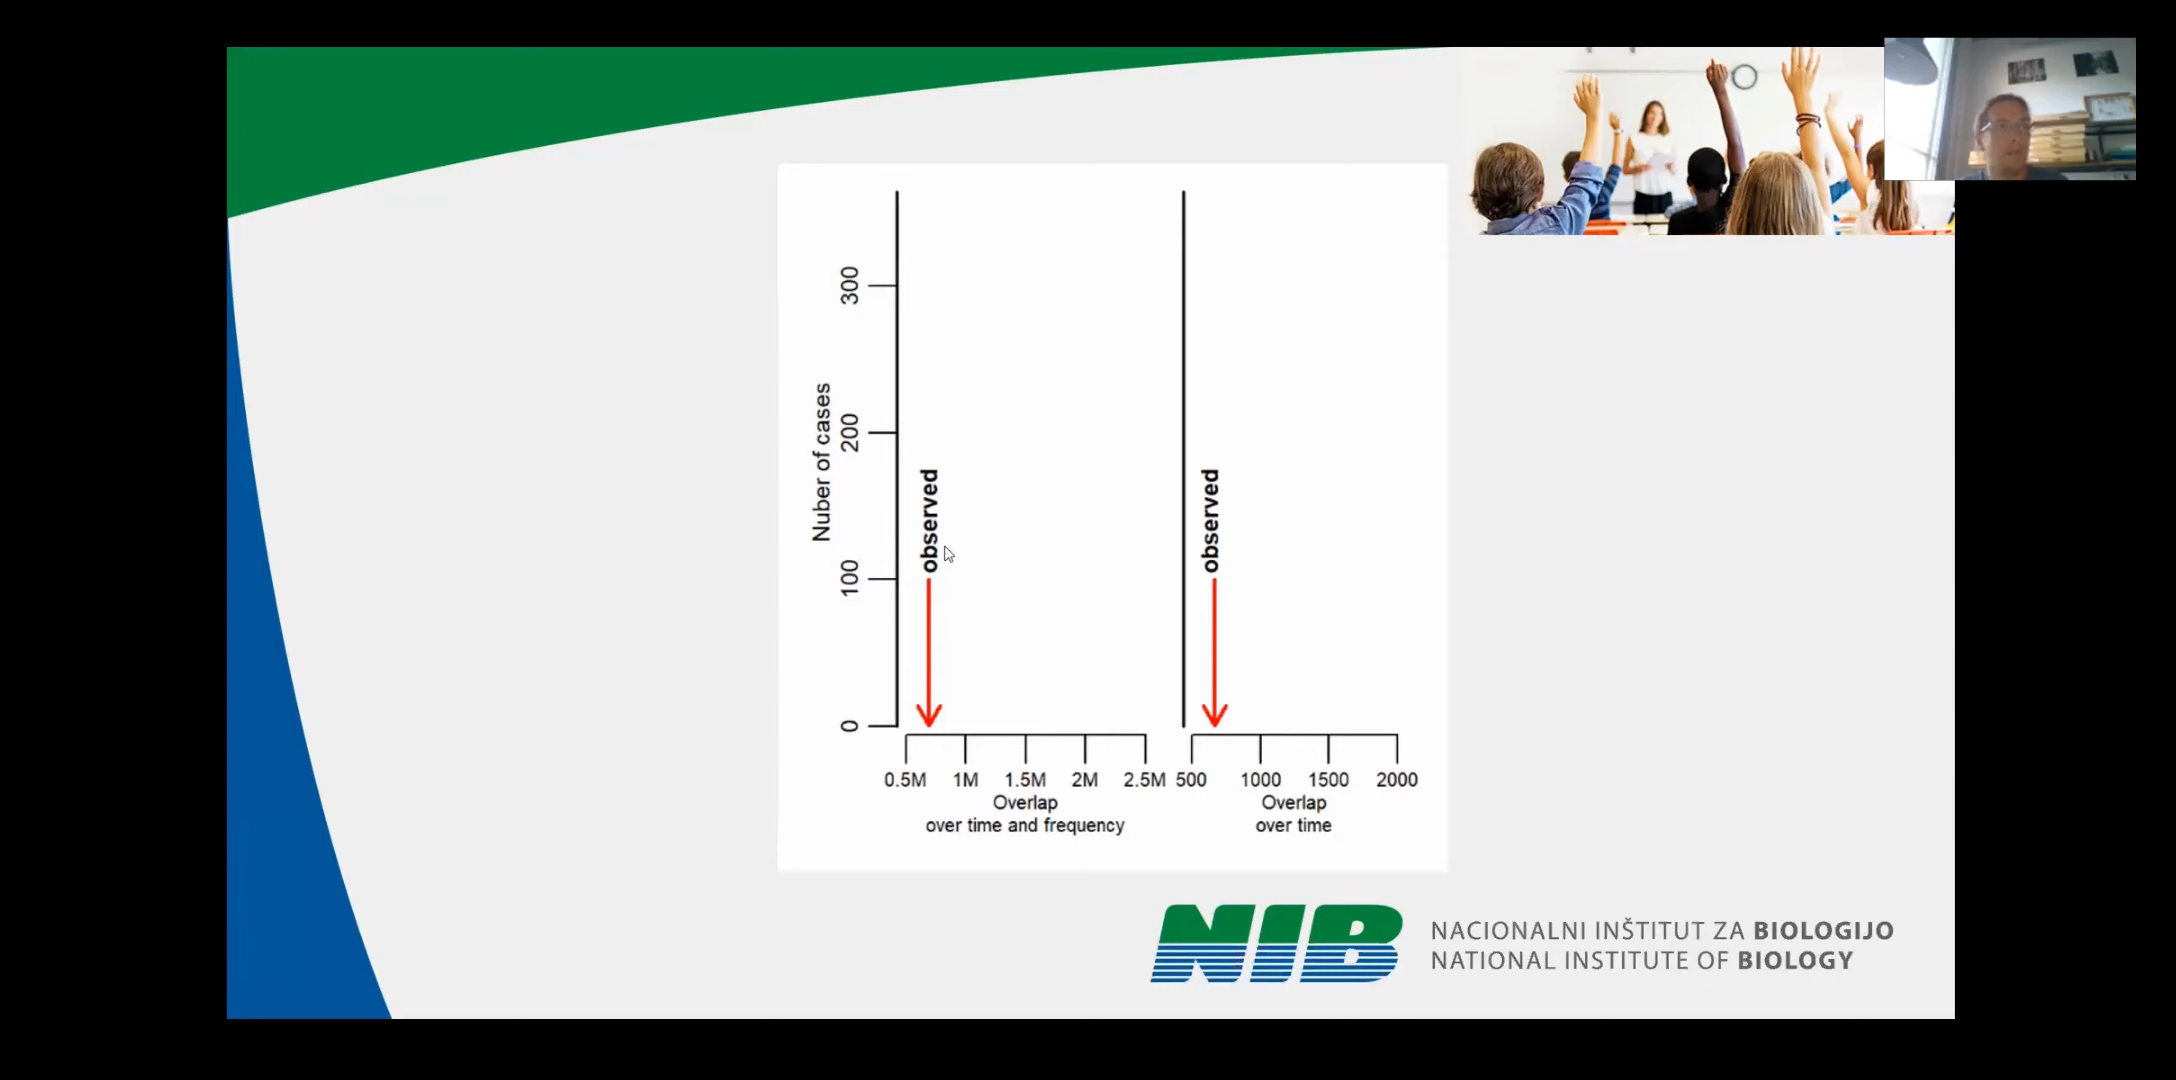 Nuber of cases
300
200
100
0
observed
observed
0.5M 1M 1.5M 2M 2.5M
Overlap
over time and frequency
500 1000 1500 2000
Overlap
over time
NIB
NACIONALNI INŠTITUT ZA BIOLOGIJO
NATIONAL INSTITUTE OF BIOLOGY